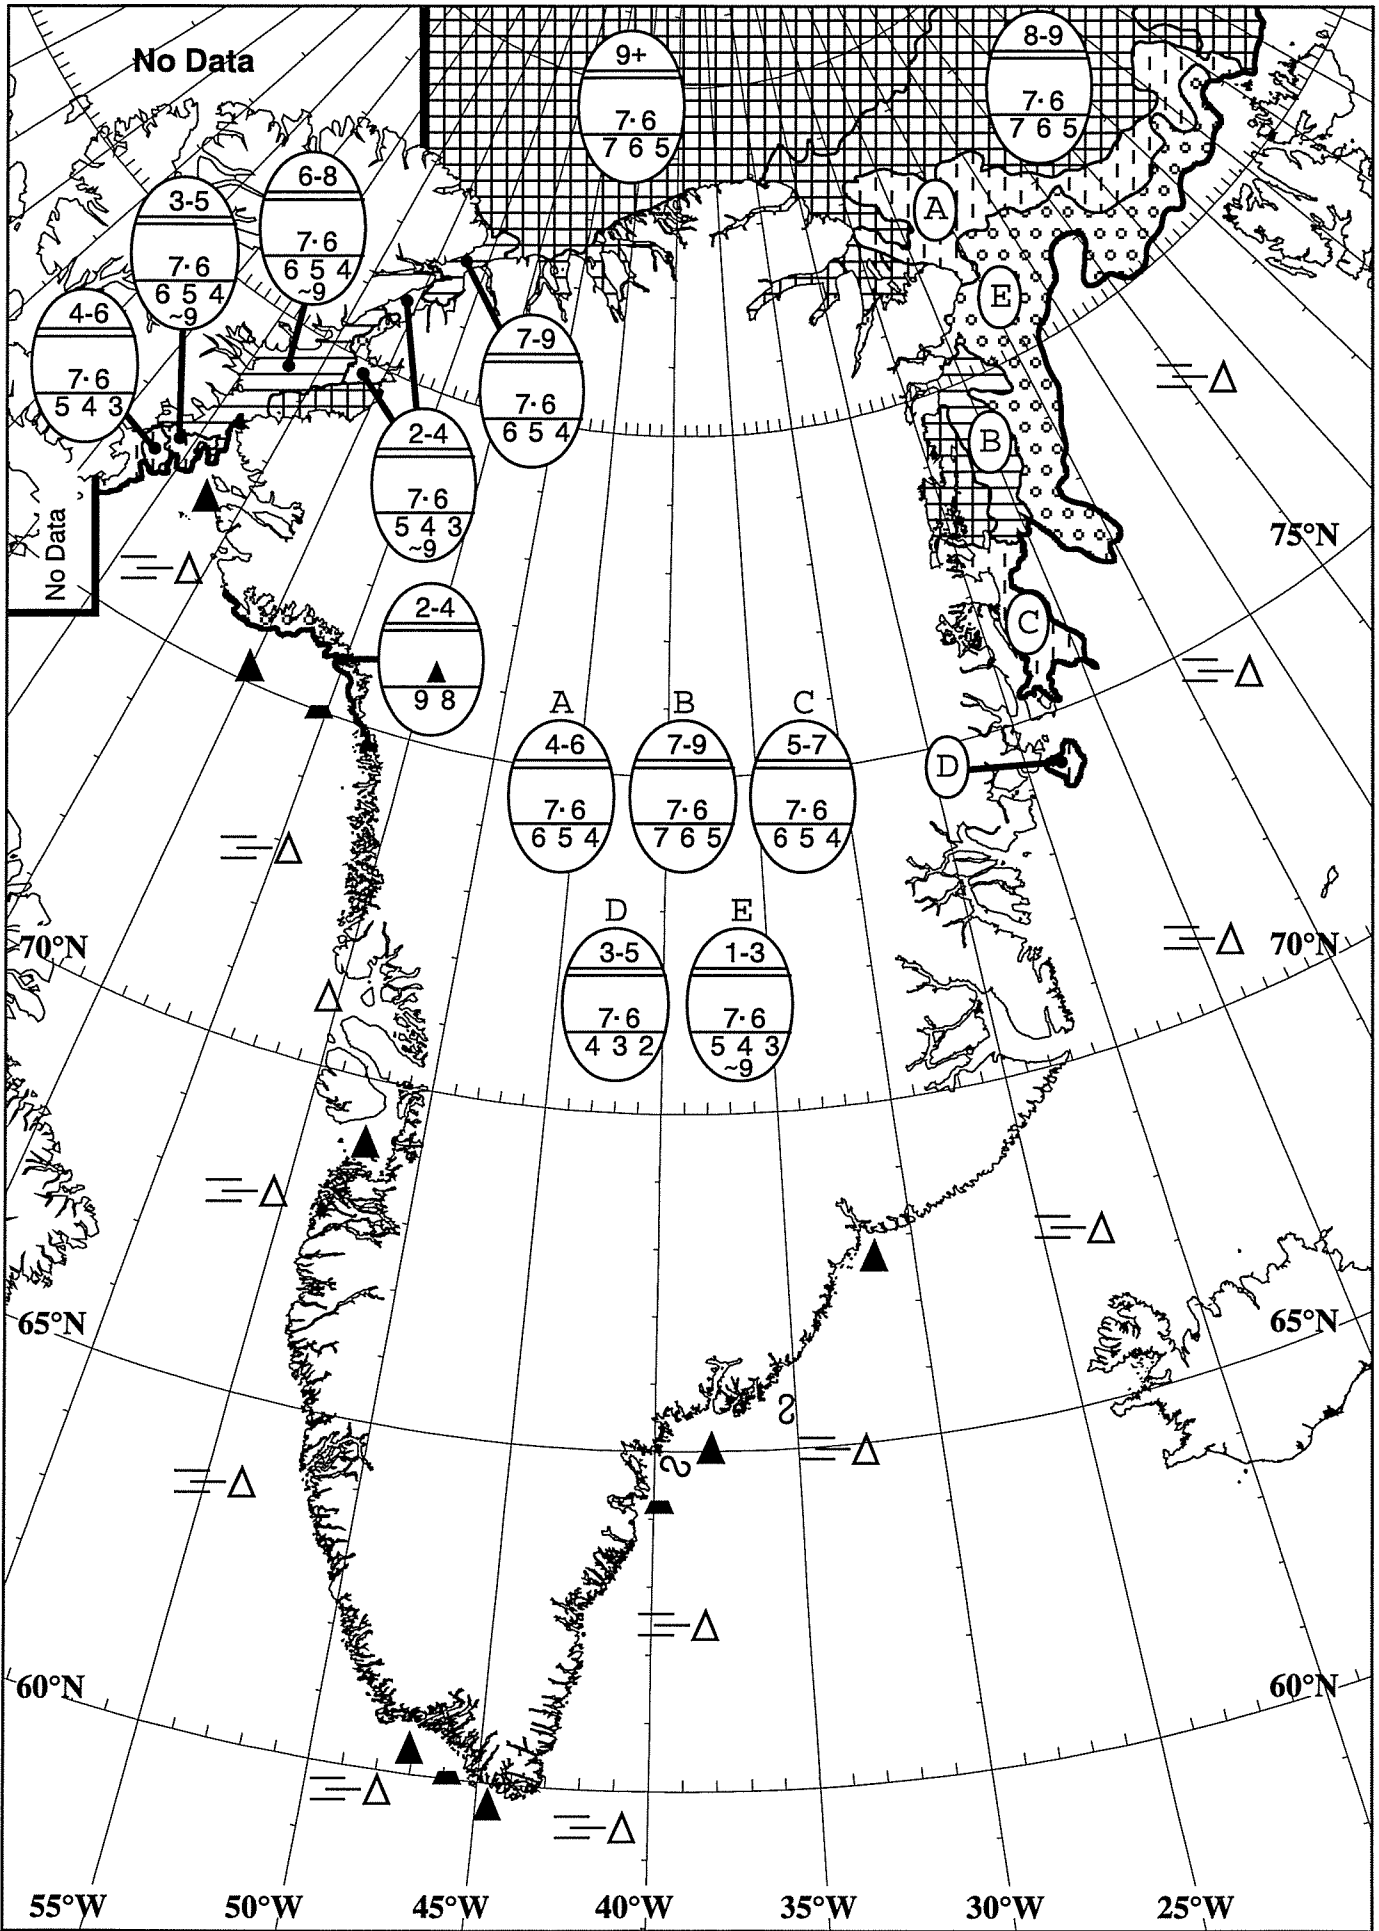 No Data
9+
7• 6
7 6 5
8-9
7• 6
7 6 5
6-8
7• 6
6 5 4
~9
3-5
7• 6
6 5 4
~9
4-6
7• 6
5 4 3
A
E
7-9
7• 6
6 5 4
2-4
7• 6
5 4 3
~9
B
No Data
75°N
2-4
▲
9 8
C
A B C
4-6 7-9 5-7
7• 6 7• 6 7• 6
6 5 4 7 6 5 6 5 4
D
D E
3-5 1-3
7• 6 7• 6
4 3 2 5 4 3
~9
70°N 70°N
65°N 65°N
60°N 60°N
55°W 50°W 45°W 40°W 35°W 30°W 25°W